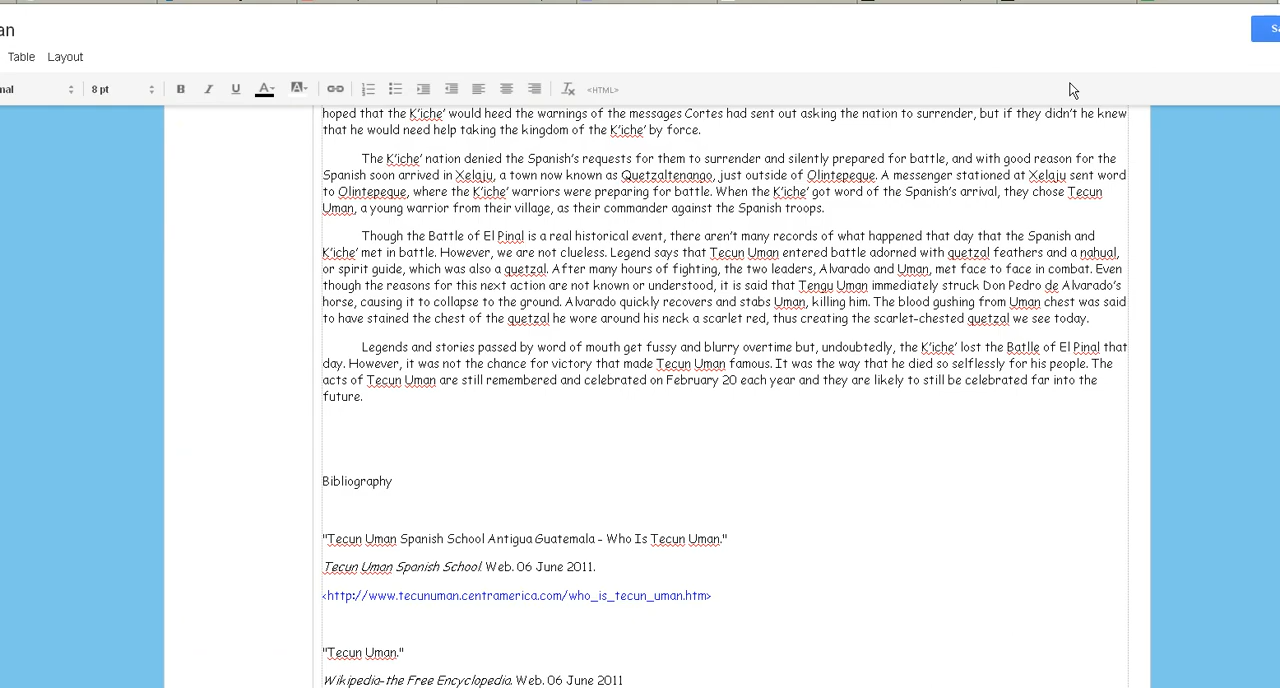 an
Table Layout
nal 8 pt B I U A A <HTML>
hoped that the K'iche' would heed the warnings of the messages Cortes had sent out asking the nation to surrender, but if they didn't he knew
that he would need help taking the kingdom of the K'iche' by force.
The K'iche' nation denied the Spanish's requests for them to surrender and silently prepared for battle, and with good reason for the
Spanish soon arrived in Xelaju, a town now known as Quetzaltenango, just outside of Olintepeque. A messenger stationed at Xelaju sent word
to Olintepeque, where the K'iche' warriors were preparing for battle. When the K'iche' got word of the Spanish's arrival, they chose Tecun
Uman, a young warrior from their village, as their commander against the Spanish troops.
Though the Battle of El Pinal is a real historical event, there aren't many records of what happened that day that the Spanish and
K'iche' met in battle. However, we are not clueless. Legend says that Tecun Uman entered battle adorned with quetzal feathers and a nahual,
or spirit guide, which was also a quetzal. After many hours of fighting, the two leaders, Alvarado and Uman, met face to face in combat. Even
though the reasons for this next action are not known or understood, it is said that Tengu Uman immediately struck Don Pedro de Alvarado's
horse, causing it to collapse to the ground. Alvarado quickly recovers and stabs Uman, killing him. The blood gushing from Uman chest was said
to have stained the chest of the quetzal he wore around his neck a scarlet red, thus creating the scarlet-chested quetzal we see today.
Legends and stories passed by word of mouth get fussy and blurry overtime but, undoubtedly, the K'iche' lost the Batlle of El Pinal that
day. However, it was not the chance for victory that made Tecun Uman famous. It was the way that he died so selflessly for his people. The
acts of Tecun Uman are still remembered and celebrated on February 20 each year and they are likely to still be celebrated far into the
future.
Bibliography
"Tecun Uman Spanish School Antigua Guatemala - Who Is Tecun Uman."
Tecun Uman Spanish School. Web. 06 June 2011.
<http://www.tecunuman.centramerica.com/who_is_tecun_uman.htm>
"Tecun Uman."
Wikipedia-the Free Encyclopedia. Web. 06 June 2011